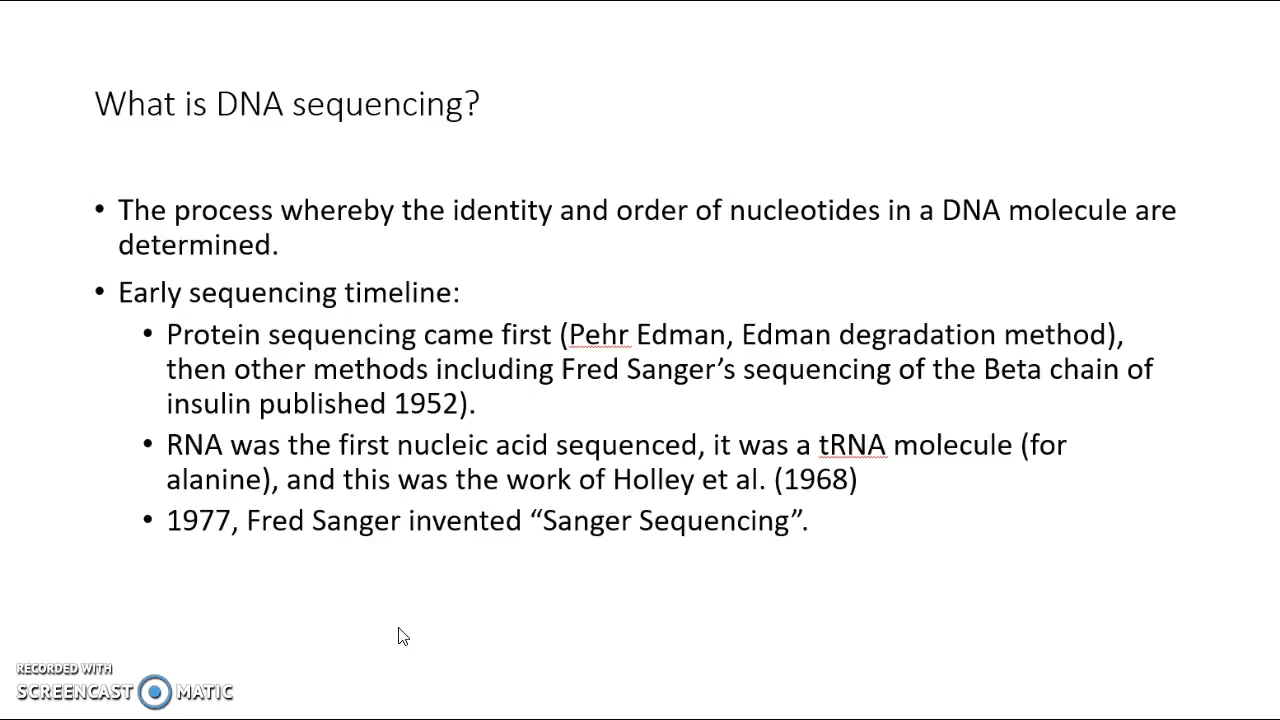 What is DNA sequencing?
• The process whereby the identity and order of nucleotides in a DNA molecule are
determined.
• Early sequencing timeline:
• Protein sequencing came first (Pehr Edman, Edman degradation method),
then other methods including Fred Sanger’s sequencing of the Beta chain of
insulin published 1952).
• RNA was the first nucleic acid sequenced, it was a tRNA molecule (for
alanine), and this was the work of Holley et al. (1968)
• 1977, Fred Sanger invented “Sanger Sequencing”.
RECORDED WITH
SCREENCAST MATIC